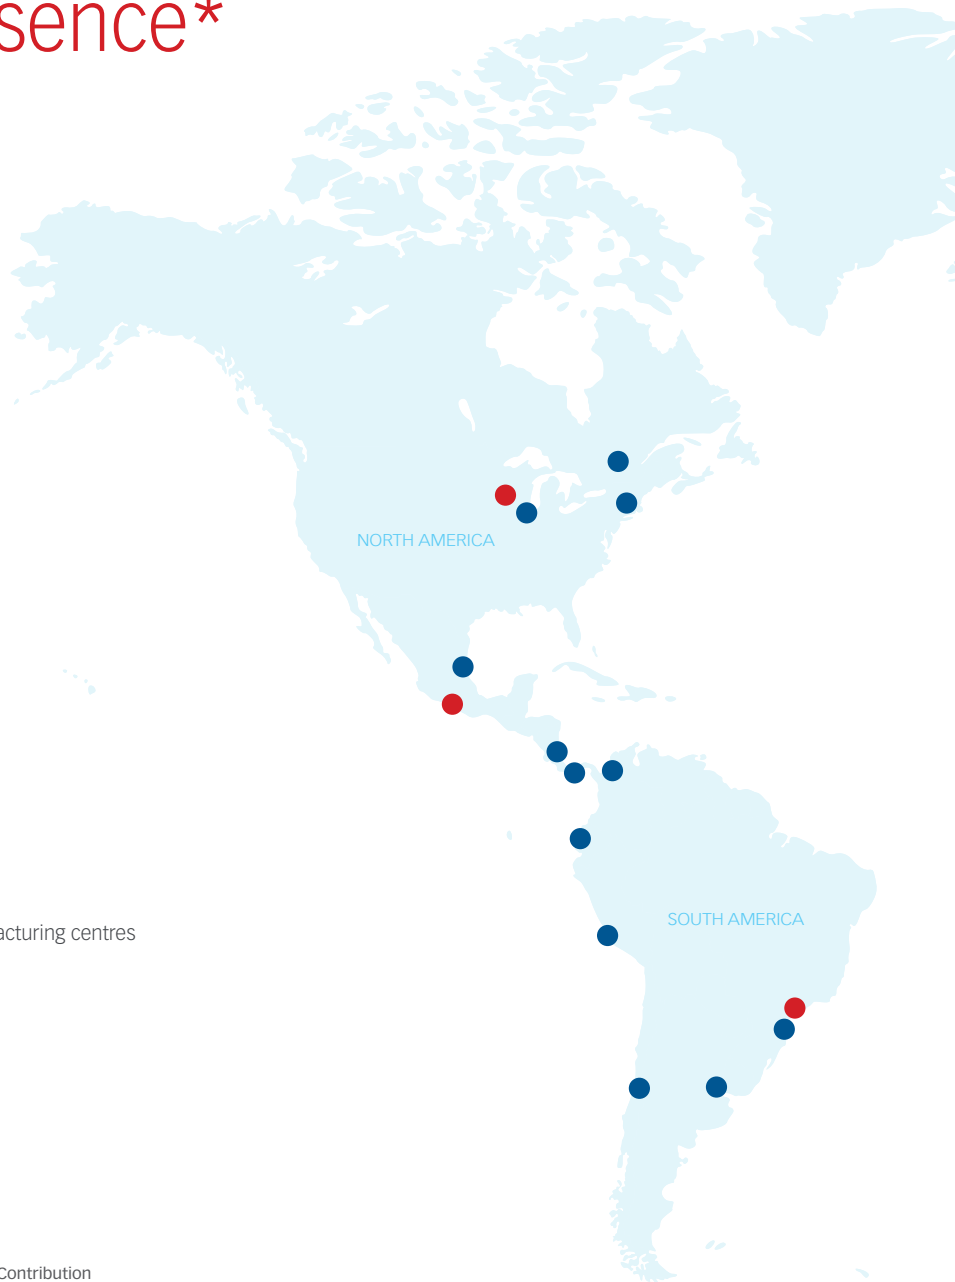 sence*
NORTH AMERICA
SOUTH AMERICA
acturing centres
Contribution